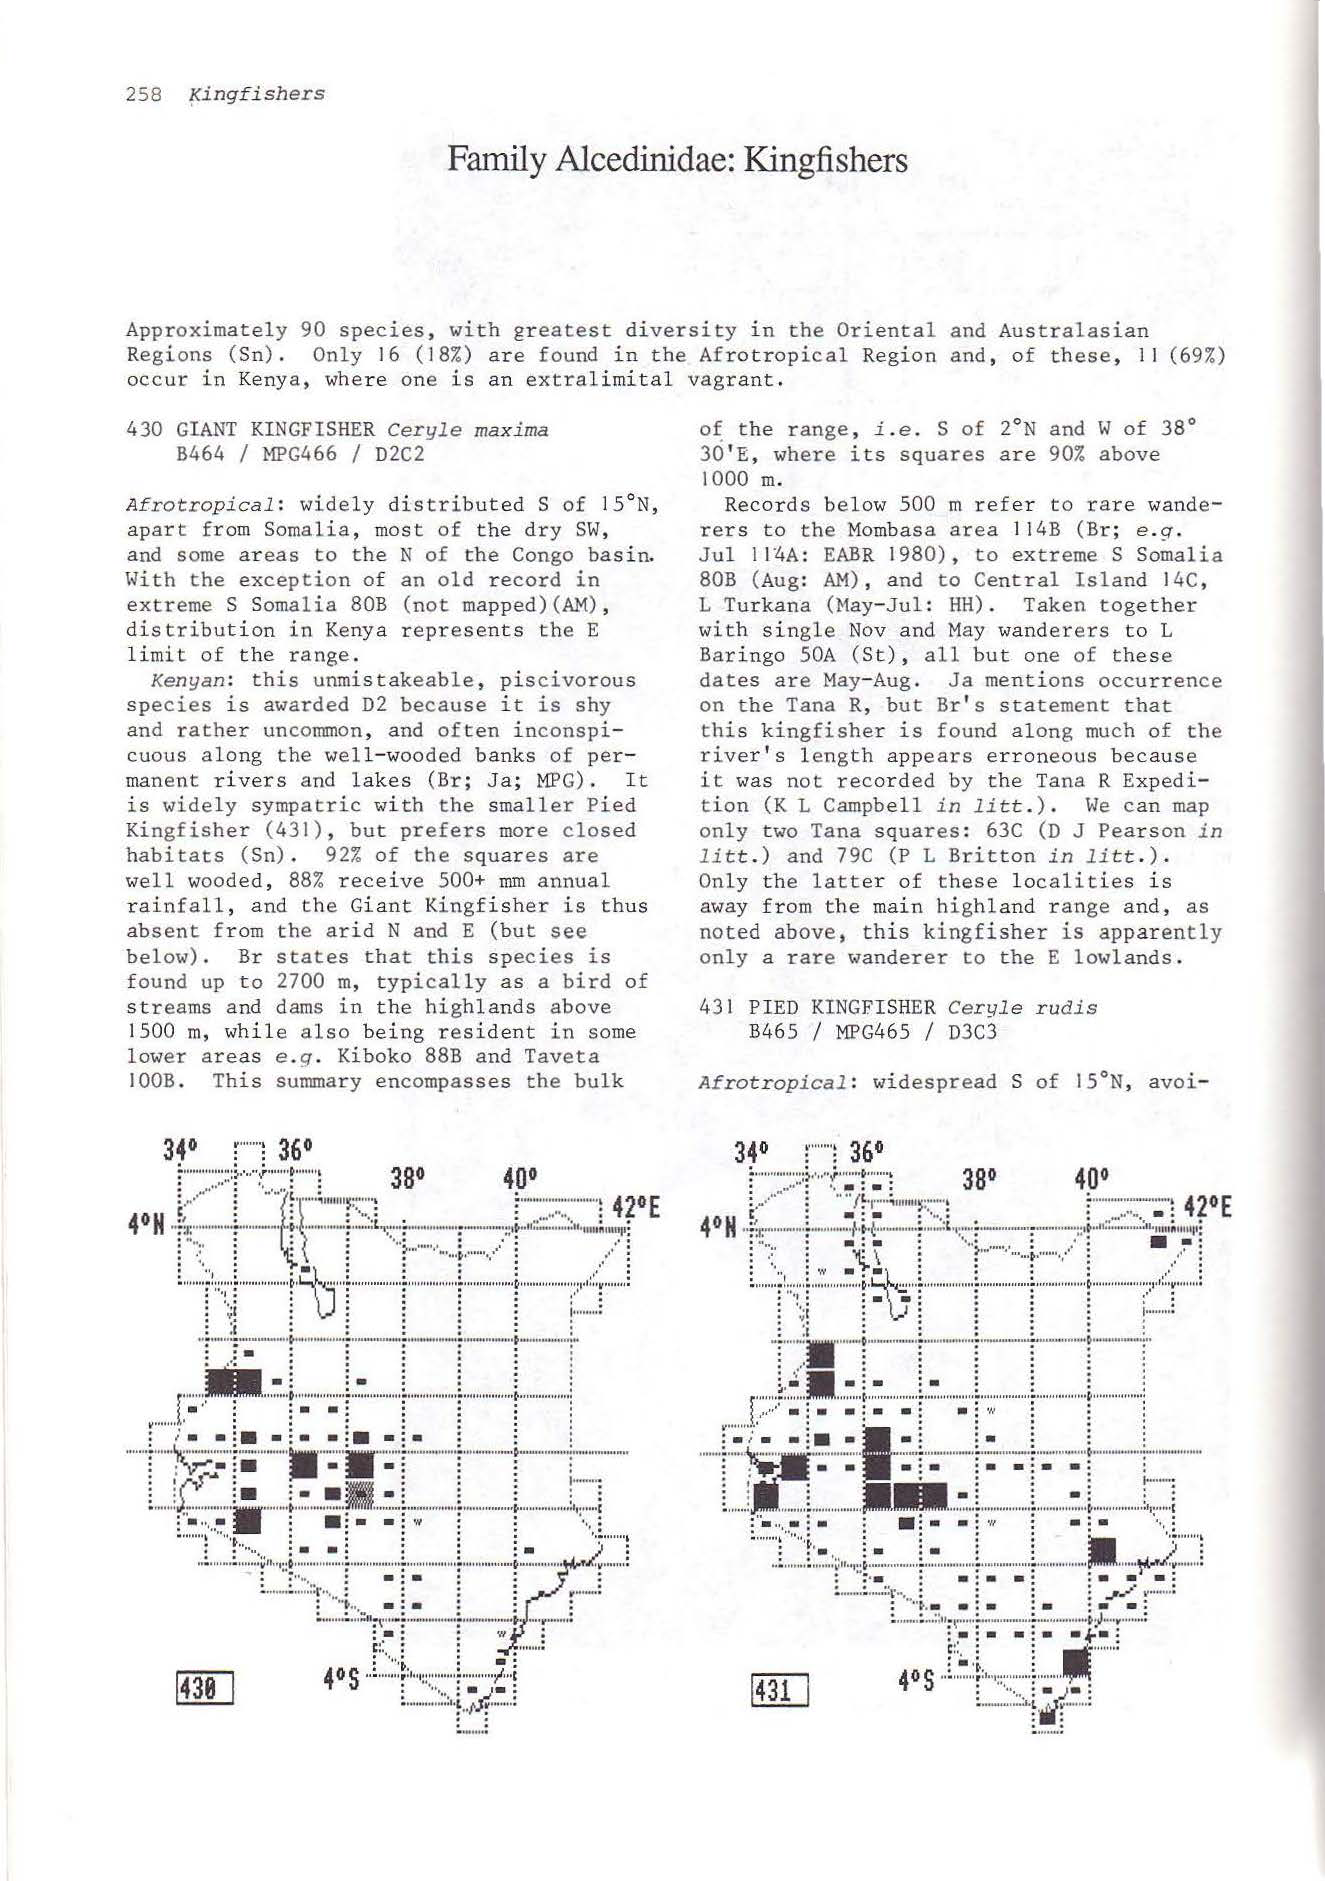 258 Kingfishers
Family Alcedinidae: Kingfishers
Approximately 90 species, with greatest diversity in the Oriental and Australasian
Regions (Sn). Only 16 (18%) are found in the Afrotropical Region and, of these, 11 (69%)
occur in Kenya, where one is an extralimital vagrant.
430 GIANT KINGFISHER Ceryle maxima
B464 / MPG466 / D2C2
Afrotropical: widely distributed S of 15°N,
apart from Somalia, most of the dry SW,
and some areas to the N of the Congo basin.
With the exception of an old record in
extreme S Somalia 80B (not mapped)(AM),
distribution in Kenya represents the E
limit of the range.
Kenyan: this unmistakeable, piscivorous
species is awarded D2 because it is shy
and rather uncommon, and often inconspi-
cuous along the well-wooded banks of per-
manent rivers and lakes (Br; Ja; MPG). It
is widely sympatric with the smaller Pied
Kingfisher (431), but prefers more closed
habitats (Sn). 92% of the squares are
well wooded, 88% receive 500+ mm annual
rainfall, and the Giant Kingfisher is thus
absent from the arid N and E (but see
below). Br states that this species is
found up to 2700 m, typically as a bird of
streams and dams in the highlands above
1500 m, while also being resident in some
lower areas e.g. Kiboko 88B and Taveta
100B. This summary encompasses the bulk
of the range, i.e. S of 2°N and W of 38°
30'E, where its squares are 90% above
1000 m.
Records below 500 m refer to rare wande-
rers to the Mombasa area 114B (Br; e.g.
Jul 114A: EABR 1980), to extreme S Somalia
80B (Aug: AM), and to Central Island 14C,
L Turkana (May-Jul: HH). Taken together
with single Nov and May wanderers to L
Baringo 50A (St), all but one of these
dates are May-Aug. Ja mentions occurrence
on the Tana R, but Br's statement that
this kingfisher is found along much of the
river's length appears erroneous because
it was not recorded by the Tana R Expedi-
tion (K L Campbell in litt.). We can map
only two Tana squares: 63C (D J Pearson in
litt.) and 79C (P L Britton in litt.).
Only the latter of these localities is
away from the main highland range and, as
noted above, this kingfisher is apparently
only a rare wanderer to the E lowlands.
431 PIED KINGFISHER Ceryle rudis
B465 / MPG465 / D3C3
Afrotropical: widespread S of 15°N, avoi-
34° 36°
38° 40°
42°E
4°N
430
4°S
34° 36°
38° 40°
42°E
4°N
431
4°S